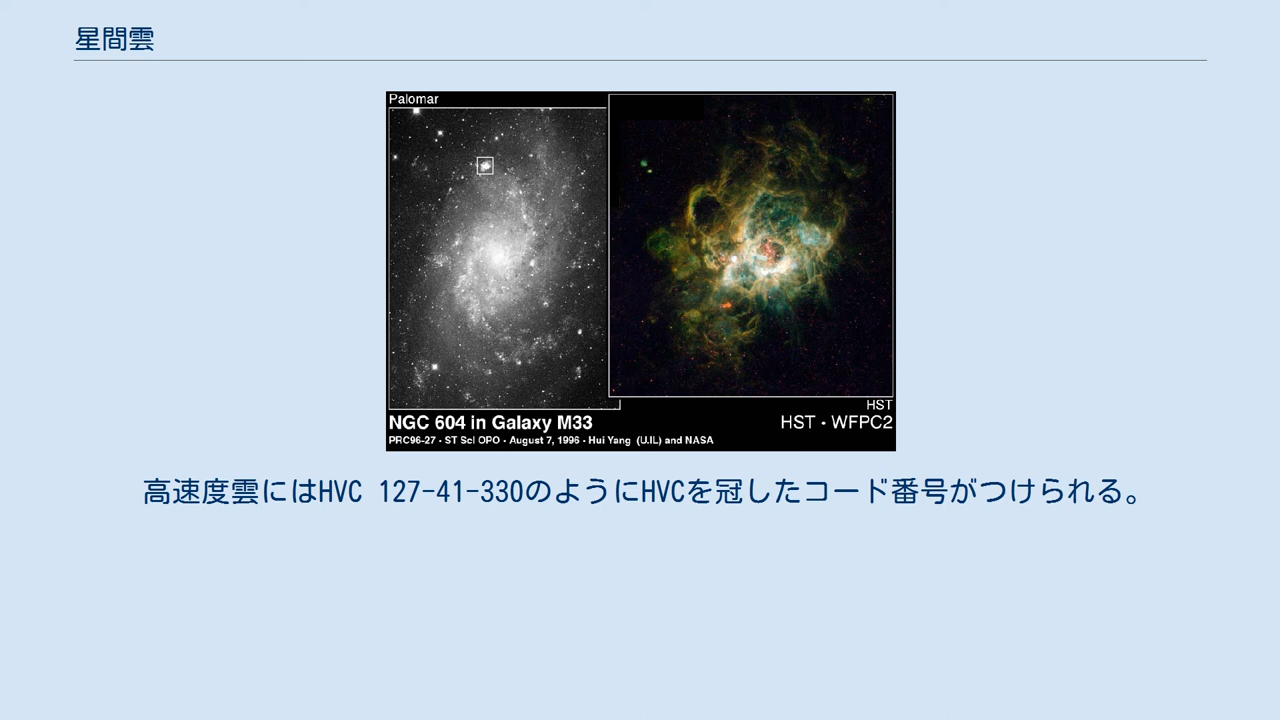 星間雲
Palomar
HST
NGC 604 in Galaxy M33
HST · WFPC2
PRC96-27 · ST ScI OPO · August 7, 1996 · Hui Yang (U.IL) and NASA
高速度雲にはHVC 127-41-330のようにHVCを冠したコード番号がつけられる。